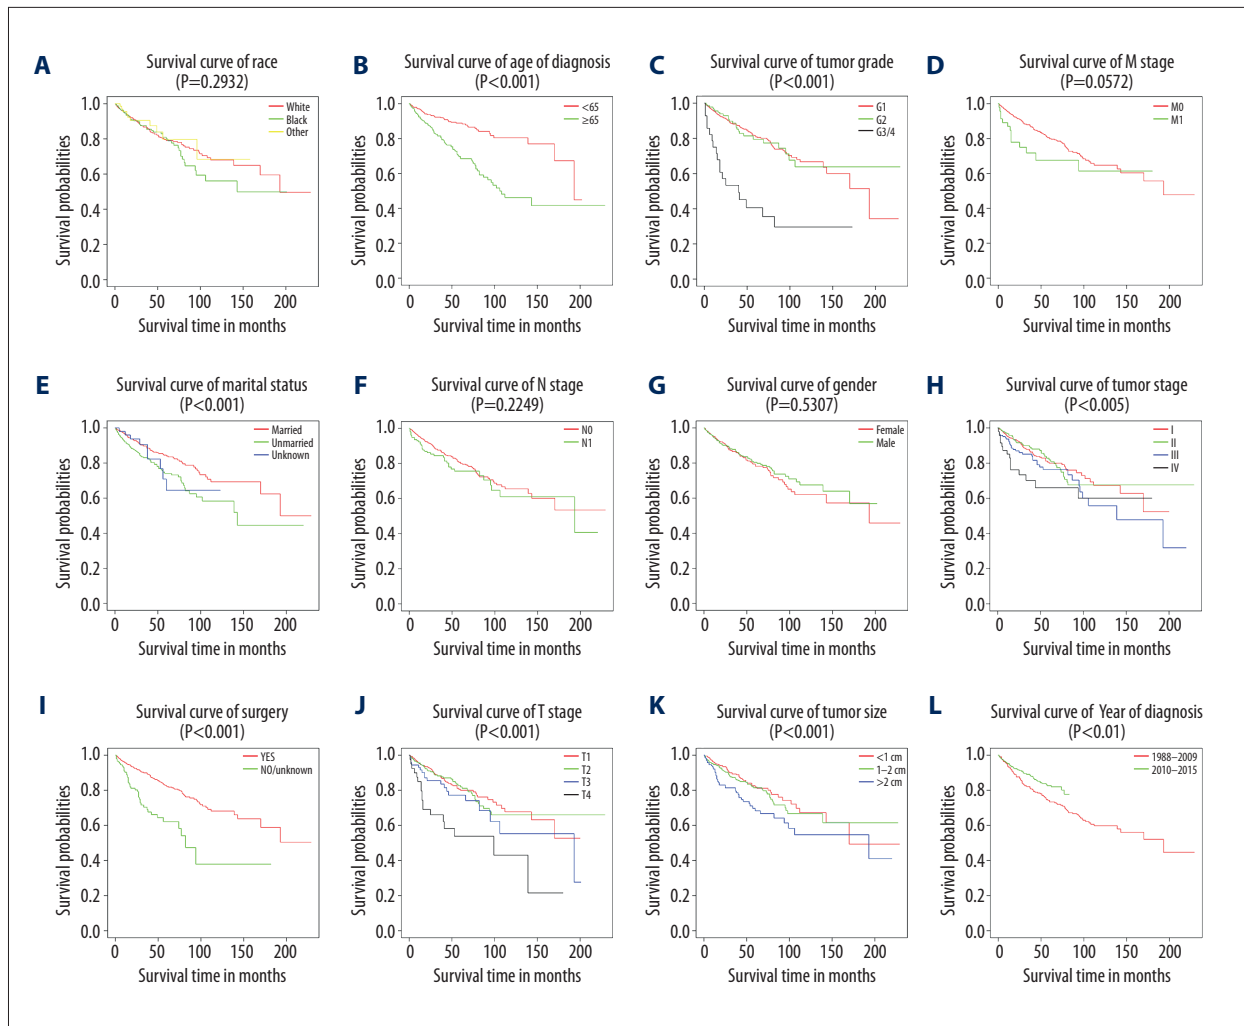 A
Survival curve of race
(P=0.2932)
White
Black
Other
1.0
0.8
0.6
0.4
0.2
0.0
Survival probabilities
0 50 100 150 200
Survival time in months
B
Survival curve of age of diagnosis
(P<0.001)
<65
≥65
1.0
0.8
0.6
0.4
0.2
0.0
Survival probabilities
0 50 100 150 200
Survival time in months
C
Survival curve of tumor grade
(P<0.001)
G1
G2
G3/4
1.0
0.8
0.6
0.4
0.2
0.0
Survival probabilities
0 50 100 150 200
Survival time in months
D
Survival curve of M stage
(P=0.0572)
M0
M1
1.0
0.8
0.6
0.4
0.2
0.0
Survival probabilities
0 50 100 150 200
Survival time in months
E
Survival curve of marital status
(P<0.001)
Married
Unmarried
Unknown
1.0
0.8
0.6
0.4
0.2
0.0
Survival probabilities
0 50 100 150 200
Survival time in months
F
Survival curve of N stage
(P=0.2249)
N0
N1
1.0
0.8
0.6
0.4
0.2
0.0
Survival probabilities
0 50 100 150 200
Survival time in months
G
Survival curve of gender
(P=0.5307)
Female
Male
1.0
0.8
0.6
0.4
0.2
0.0
Survival probabilities
0 50 100 150 200
Survival time in months
H
Survival curve of tumor stage
(P<0.005)
I
II
III
IV
1.0
0.8
0.6
0.4
0.2
0.0
Survival probabilities
0 50 100 150 200
Survival time in months
I
Survival curve of surgery
(P<0.001)
YES
NO/unknown
1.0
0.8
0.6
0.4
0.2
0.0
Survival probabilities
0 50 100 150 200
Survival time in months
J
Survival curve of T stage
(P<0.001)
T1
T2
T3
T4
1.0
0.8
0.6
0.4
0.2
0.0
Survival probabilities
0 50 100 150 200
Survival time in months
K
Survival curve of tumor size
(P<0.001)
<1 cm
1–2 cm
>2 cm
1.0
0.8
0.6
0.4
0.2
0.0
Survival probabilities
0 50 100 150 200
Survival time in months
L
Survival curve of Year of diagnosis
(P<0.01)
1988–2009
2010–2015
1.0
0.8
0.6
0.4
0.2
0.0
Survival probabilities
0 50 100 150 200
Survival time in months